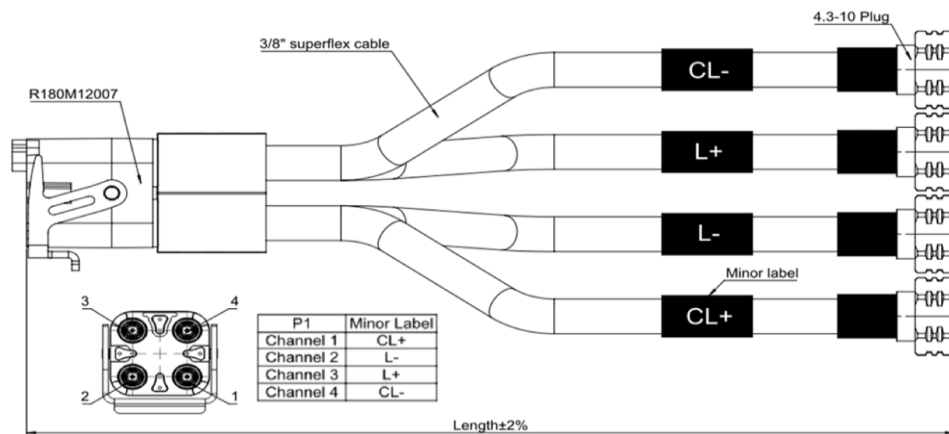 4.3-10 Plug
3/8" superflex cable
CL-
R180M12007
L+
L-
Minor label
CL+
3 4
2 1
P1 Minor Label
Channel 1 CL+
Channel 2 L-
Channel 3 L+
Channel 4 CL-
Length±2%